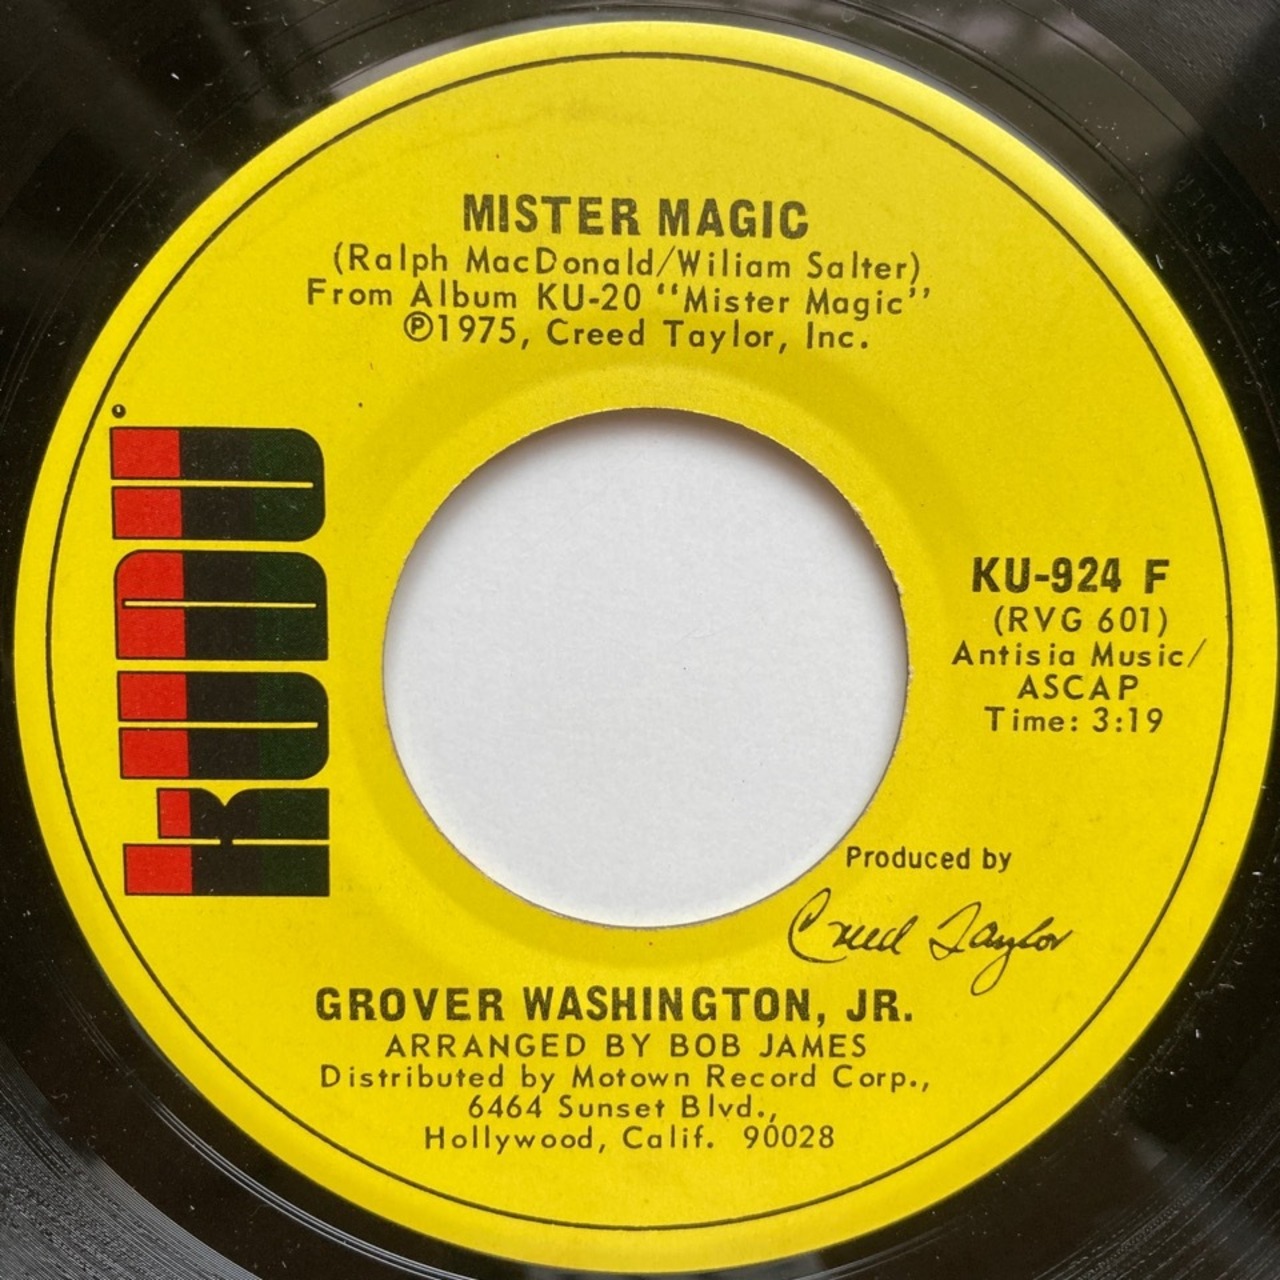 MISTER MAGIC
(Ralph MacDonald/Wiliam Salter)
From Album KU-20 “Mister Magic”
℗1975, Creed Taylor, Inc.
KUDU
KU-924 F
(RVG 601)
Antisia Music/
ASCAP
Time: 3:19
Produced by
Creed Taylor
GROVER WASHINGTON, JR.
ARRANGED BY BOB JAMES
Distributed by Motown Record Corp.,
6464 Sunset Blvd.,
Hollywood, Calif. 90028